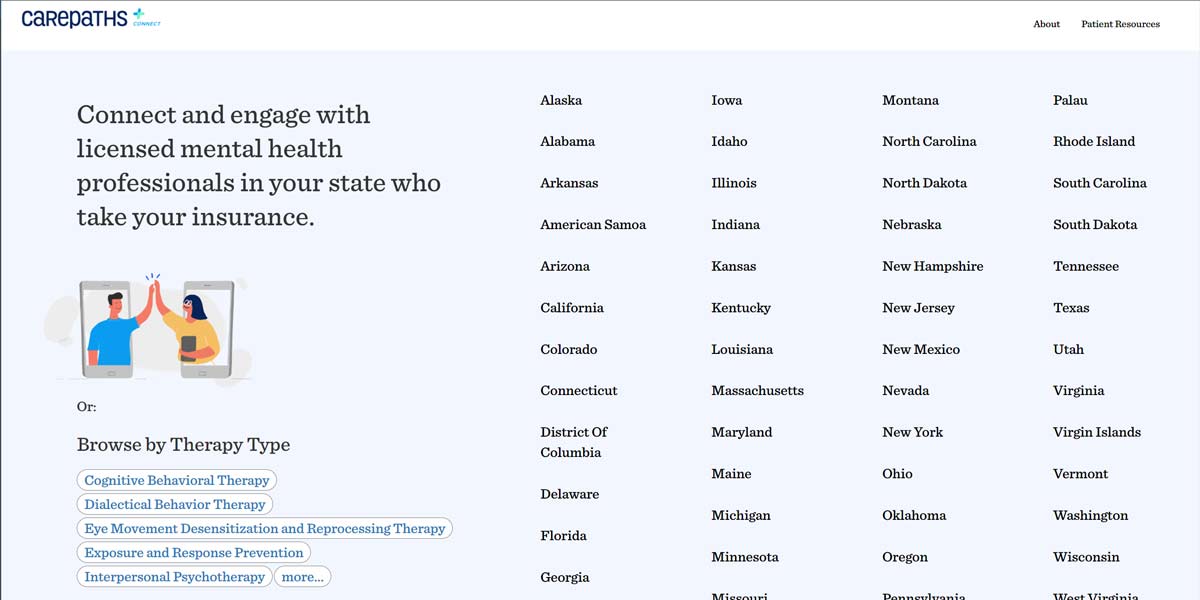 CAREPATHS
CONNECT
About
Patient Resources
Connect and engage with
licensed mental health
professionals in your state who
take your insurance.
Or:
Browse by Therapy Type
Cognitive Behavioral Therapy
Dialectical Behavior Therapy
Eye Movement Desensitization and Reprocessing Therapy
Exposure and Response Prevention
Interpersonal Psychotherapy
more...
Alaska
Alabama
Arkansas
American Samoa
Arizona
California
Colorado
Connecticut
District Of
Columbia
Delaware
Florida
Georgia
Iowa
Idaho
Illinois
Indiana
Kansas
Kentucky
Louisiana
Massachusetts
Maryland
Maine
Michigan
Minnesota
Missouri
Montana
North Carolina
North Dakota
Nebraska
New Hampshire
New Jersey
New Mexico
Nevada
New York
Ohio
Oklahoma
Oregon
Pennsylvania
Palau
Rhode Island
South Carolina
South Dakota
Tennessee
Texas
Utah
Virginia
Virgin Islands
Vermont
Washington
Wisconsin
West Virginia